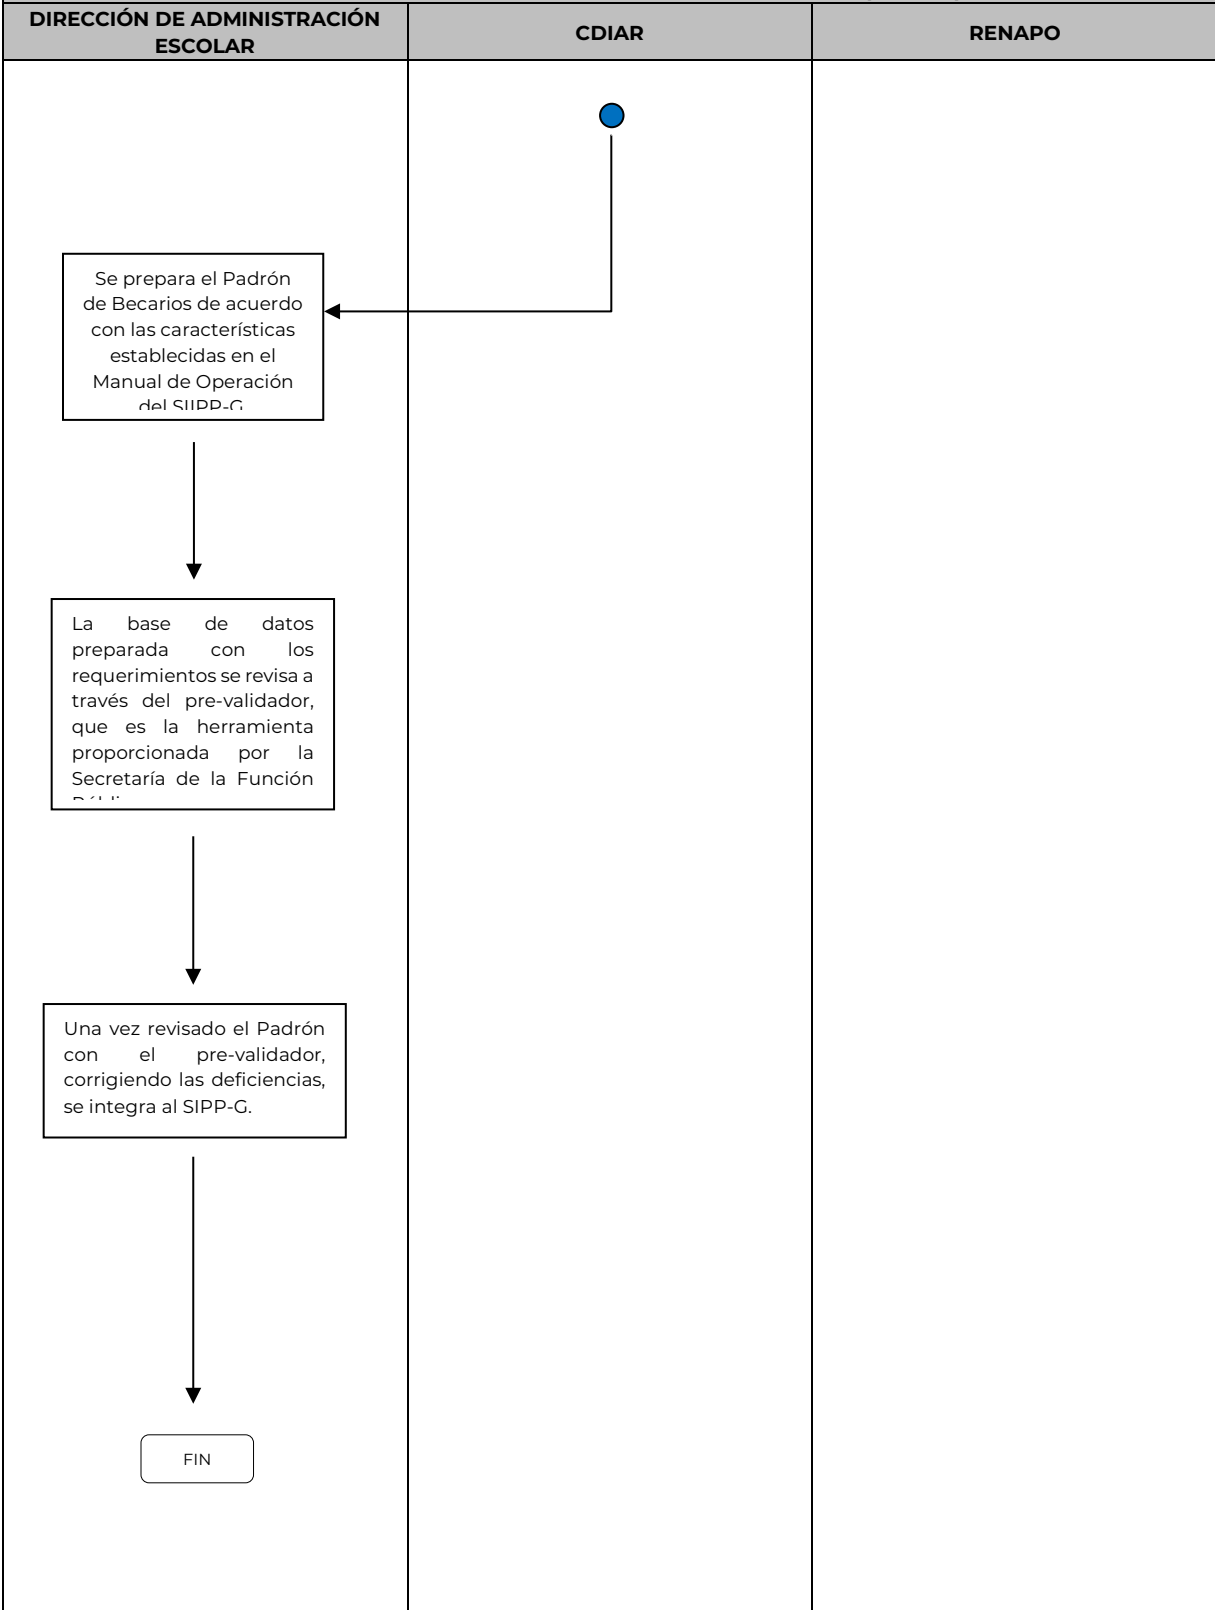 DIRECCIÓN DE ADMINISTRACIÓN
ESCOLAR
CDIAR
RENAPO
Se prepara el Padrón
de Becarios de acuerdo
con las características
establecidas en el
Manual de Operación
del SIIPP-G
La base de datos
preparada con los
requerimientos se revisa a
través del pre-validador,
que es la herramienta
proporcionada por la
Secretaría de la Función
Una vez revisado el Padrón
con el pre-validador,
corrigiendo las deficiencias,
se integra al SIPP-G.
FIN